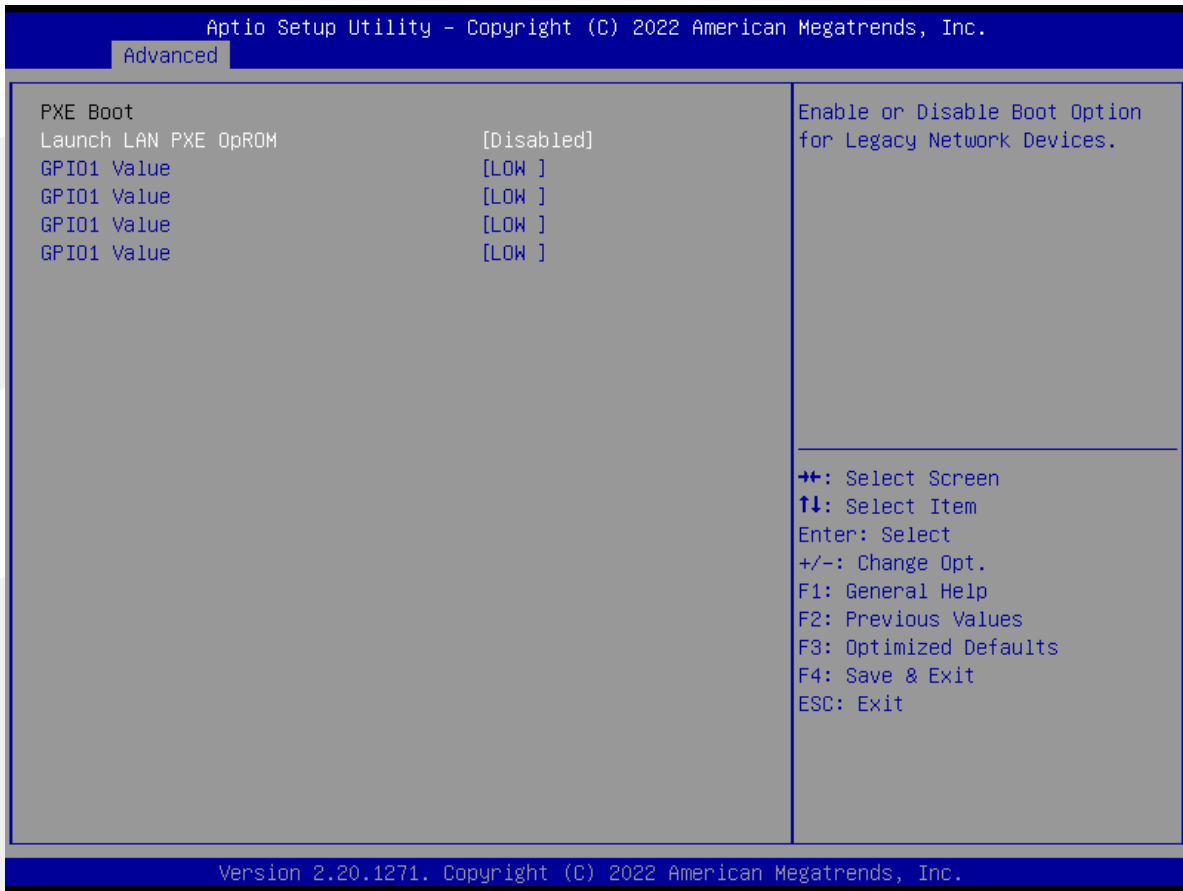 Aptio Setup Utility – Copyright (C) 2022 American Megatrends, Inc.
Advanced
PXE Boot
Launch LAN PXE OpROM [Disabled]
GPIO1 Value [LOW ]
GPIO1 Value [LOW ]
GPIO1 Value [LOW ]
GPIO1 Value [LOW ]
Enable or Disable Boot Option
for Legacy Network Devices.
→←: Select Screen
↑↓: Select Item
Enter: Select
+/-: Change Opt.
F1: General Help
F2: Previous Values
F3: Optimized Defaults
F4: Save & Exit
ESC: Exit
Version 2.20.1271. Copyright (C) 2022 American Megatrends, Inc.